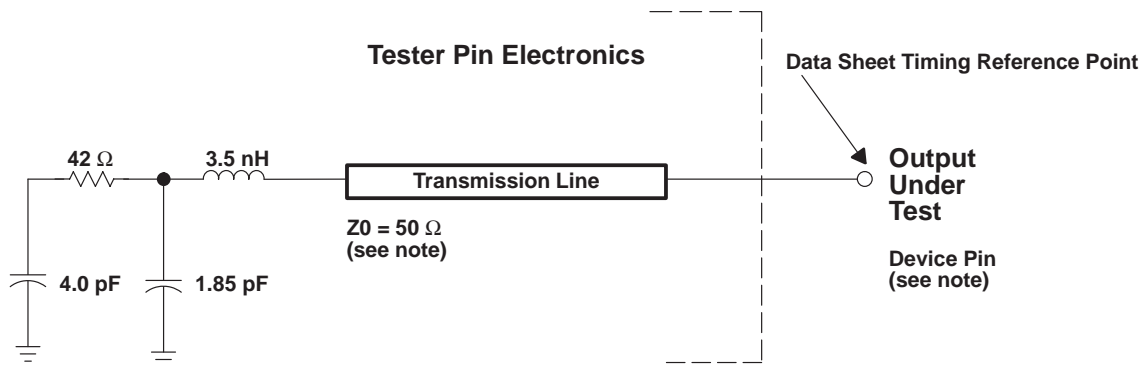 Tester Pin Electronics
Data Sheet Timing Reference Point
42 Ω
3.5 nH
Transmission Line
Output
Under
Test
Z0 = 50 Ω
(see note)
Device Pin
(see note)
4.0 pF
1.85 pF